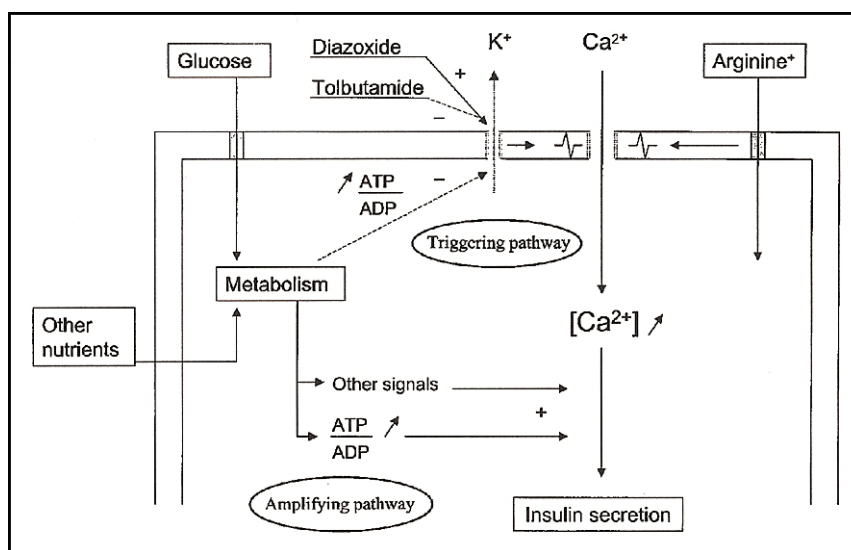 Glucose
Diazoxide
+
Tolbutamide
−
K⁺
Ca²⁺
Arginine⁺
ATP
ADP
−
Triggering pathway
Metabolism
Other
nutrients
[Ca²⁺]
Other signals
+
ATP
ADP
Amplifying pathway
Insulin secretion